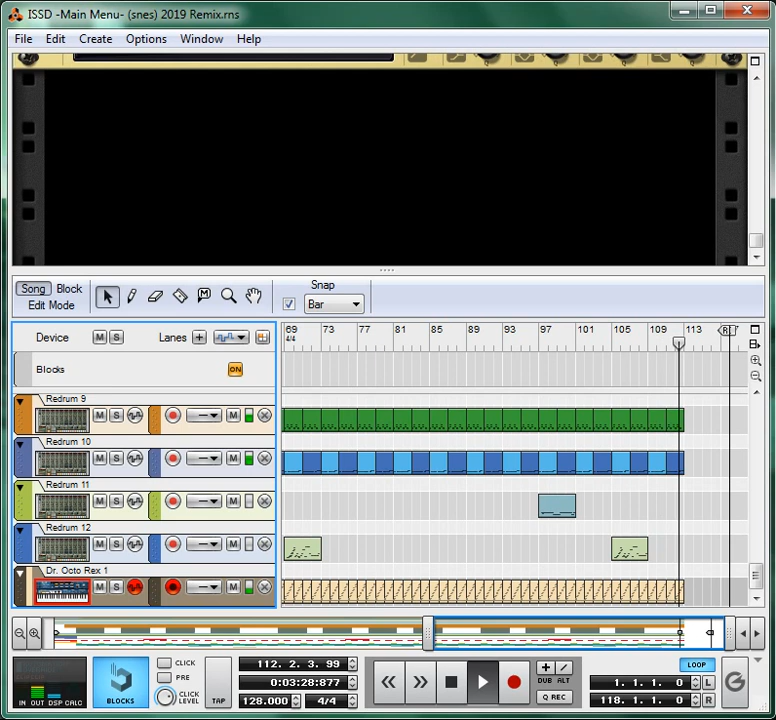 ISSD -Main Menu- (snes) 2019 Remix.rns
File Edit Create Options Window Help
Song Block
Edit Mode
Snap
Bar
Device M S Lanes
69 73 77 81 85 89 93 97 101 105 109 113
4/4
R
Blocks ON
Redrum 9
M S M
Redrum 10
M S M
Redrum 11
M S M
Redrum 12
M S M
Dr. Octo Rex 1
M S M
IN OUT DSP CALC
BLOCKS
CLICK
PRE
CLICK LEVEL
TAP
112. 2. 3. 99
0:03:28:877
128.000 4/4
DUB ALT
Q REC
LOOP
1. 1. 1. 0 L
118. 1. 1. 0 R